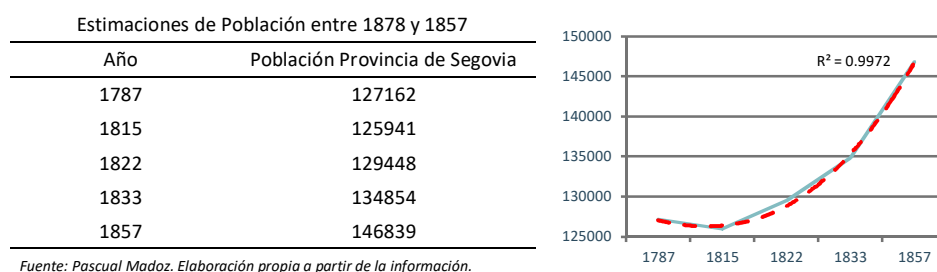 Estimaciones de Población entre 1878 y 1857
Año Población Provincia de Segovia
1787 127162
1815 125941
1822 129448
1833 134854
1857 146839
Fuente: Pascual Madoz. Elaboración propia a partir de la información.
150000
R² = 0.9972
145000
140000
135000
130000
125000
1787 1815 1822 1833 1857